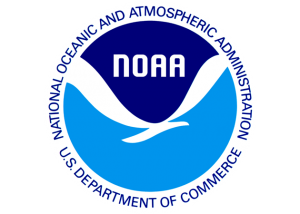 NATIONAL OCEANIC AND ATMOSPHERIC ADMINISTRATION
NOAA
U.S. DEPARTMENT OF COMMERCE